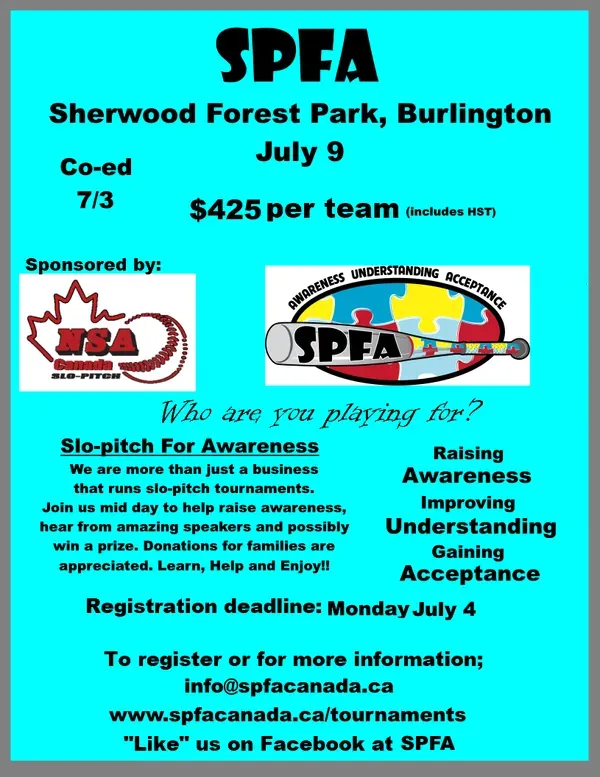 SPFA
Sherwood Forest Park, Burlington
July 9
Co-ed
7/3
$425 per team (includes HST)
Sponsored by:
NSA
Canada
SLO-PITCH
AWARENESS UNDERSTANDING ACCEPTANCE
SPFA
Who are you playing for?
Slo-pitch For Awareness
We are more than just a business
that runs slo-pitch tournaments.
Join us mid day to help raise awareness,
hear from amazing speakers and possibly
win a prize. Donations for families are
appreciated. Learn, Help and Enjoy!!
Raising
Awareness
Improving
Understanding
Gaining
Acceptance
Registration deadline: Monday July 4
To register or for more information;
info@spfacanada.ca
www.spfacanada.ca/tournaments
"Like" us on Facebook at SPFA